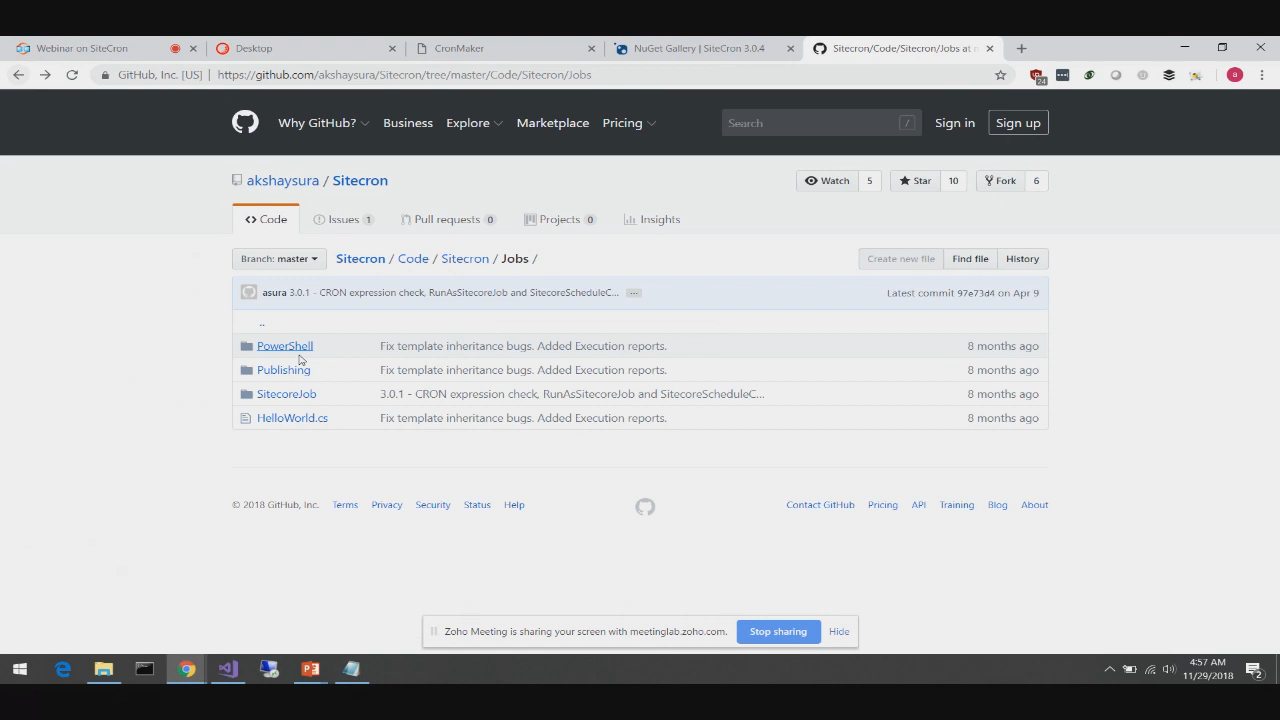 Webinar on SiteCron
Desktop
CronMaker
NuGet Gallery | SiteCron 3.0.4
Sitecron/Code/Sitecron/Jobs at m
GitHub, Inc. [US] https://github.com/akshaysura/Sitecron/tree/master/Code/Sitecron/Jobs
24
a
Why GitHub? Business Explore Marketplace Pricing Search / Sign in Sign up
akshaysura / Sitecron
Watch 5 Star 10 Fork 6
Code Issues 1 Pull requests 0 Projects 0 Insights
Branch: master Sitecron / Code / Sitecron / Jobs / Create new file Find file History
asura 3.0.1 - CRON expression check, RunAsSitecoreJob and SitecoreScheduleC... ... Latest commit 97e73d4 on Apr 9
..
PowerShell Fix template inheritance bugs. Added Execution reports. 8 months ago
Publishing Fix template inheritance bugs. Added Execution reports. 8 months ago
SitecoreJob 3.0.1 - CRON expression check, RunAsSitecoreJob and SitecoreScheduleC... 8 months ago
HelloWorld.cs Fix template inheritance bugs. Added Execution reports. 8 months ago
© 2018 GitHub, Inc. Terms Privacy Security Status Help Contact GitHub Pricing API Training Blog About
Zoho Meeting is sharing your screen with meetinglab.zoho.com. Stop sharing Hide
4:57 AM
11/29/2018
2